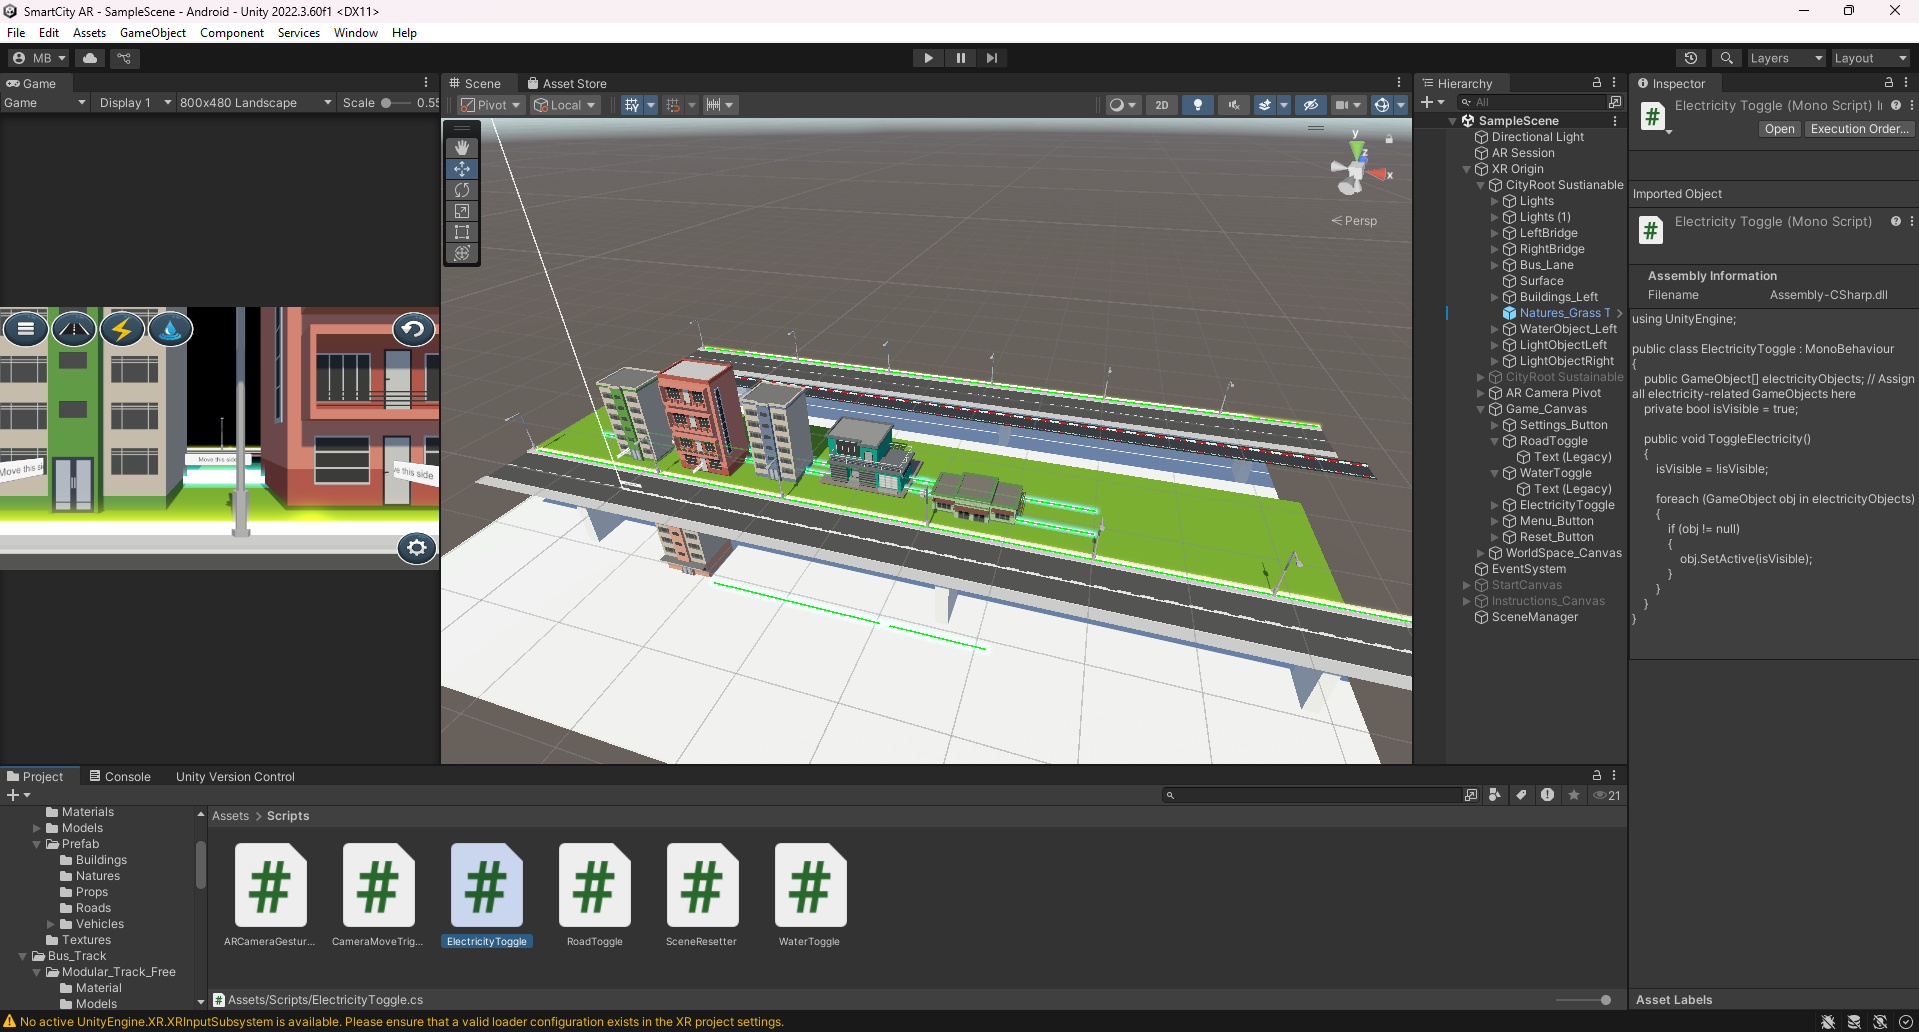 SmartCity AR - SampleScene - Android - Unity 2022.3.60f1 <DX11>
File Edit Assets GameObject Component Services Window Help
MB
Layers
Layout
Game
Game
Display 1
800x480 Landscape
Scale
0.55
Move this si
Move this side
ve this side
Scene
Asset Store
Pivot
Local
2D
y
z
x
Persp
Hierarchy
All
SampleScene
Directional Light
AR Session
XR Origin
CityRoot Sustianable
Lights
Lights (1)
LeftBridge
RightBridge
Bus_Lane
Surface
Buildings_Left
Natures_Grass T
WaterObject_Left
LightObjectLeft
LightObjectRight
CityRoot Sustainable
AR Camera Pivot
Game_Canvas
Settings_Button
RoadToggle
Text (Legacy)
WaterToggle
Text (Legacy)
ElectricityToggle
Menu_Button
Reset_Button
WorldSpace_Canvas
EventSystem
StartCanvas
Instructions_Canvas
SceneManager
Inspector
Electricity Toggle (Mono Script) I
Open
Execution Order...
Imported Object
Electricity Toggle (Mono Script)
Assembly Information
Filename Assembly-CSharp.dll
using UnityEngine;
public class ElectricityToggle : MonoBehaviour
{
public GameObject[] electricityObjects; // Assign
all electricity-related GameObjects here
private bool isVisible = true;
public void ToggleElectricity()
{
isVisible = !isVisible;
foreach (GameObject obj in electricityObjects)
{
if (obj != null)
{
obj.SetActive(isVisible);
}
}
}
}
Asset Labels
Project
Console
Unity Version Control
21
Materials
Models
Prefab
Buildings
Natures
Props
Roads
Vehicles
Textures
Bus_Track
Modular_Track_Free
Material
Models
Assets > Scripts
ARCameraGestur...
CameraMoveTrig...
ElectricityToggle
RoadToggle
SceneResetter
WaterToggle
Assets/Scripts/ElectricityToggle.cs
No active UnityEngine.XR.XRInputSubsystem is available. Please ensure that a valid loader configuration exists in the XR project settings.